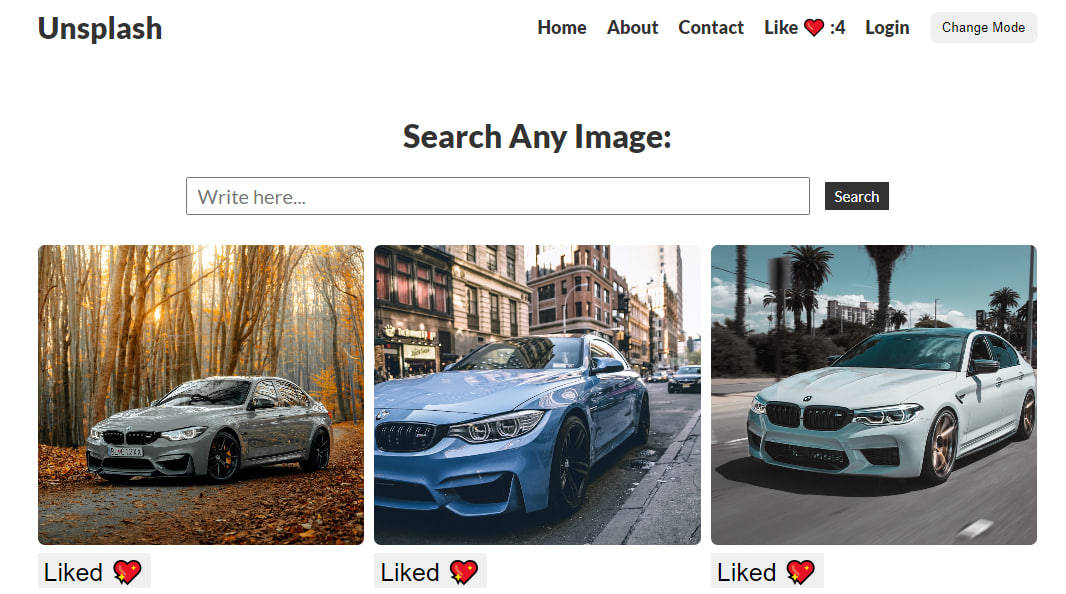 Unsplash
Home About Contact Like ❤️ :4 Login Change Mode
Search Any Image:
Write here...
Search
Liked 💖
Liked 💖
Liked 💖